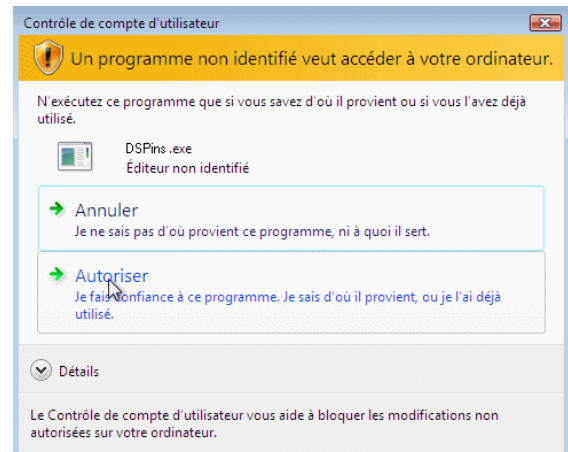 Contrôle de compte d'utilisateur
Un programme non identifié veut accéder à votre ordinateur.
N'exécutez ce programme que si vous savez d'où il provient ou si vous l'avez déjà
utilisé.
DSPins .exe
Éditeur non identifié
Annuler
Je ne sais pas d'où provient ce programme, ni à quoi il sert.
Autoriser
Je fais confiance à ce programme. Je sais d'où il provient, ou je l'ai déjà
utilisé.
Détails
Le Contrôle de compte d'utilisateur vous aide à bloquer les modifications non
autorisées sur votre ordinateur.